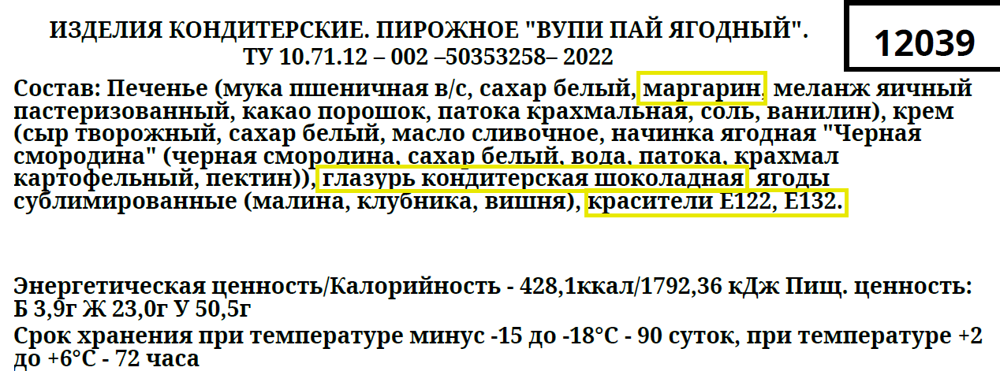 ИЗДЕЛИЯ КОНДИТЕРСКИЕ. ПИРОЖНОЕ "ВУПИ ПАЙ ЯГОДНЫЙ".
ТУ 10.71.12 – 002 –50353258– 2022
12039
Состав: Печенье (мука пшеничная в/с, сахар белый, маргарин, меланж яичный
пастеризованный, какао порошок, патока крахмальная, соль, ванилин), крем
(сыр творожный, сахар белый, масло сливочное, начинка ягодная "Черная
смородина" (черная смородина, сахар белый, вода, патока, крахмал
картофельный, пектин)), глазурь кондитерская шоколадная ягоды
сублимированные (малина, клубника, вишня), красители Е122, Е132.
Энергетическая ценность/Калорийность - 428,1ккал/1792,36 кДж Пищ. ценность:
Б 3,9г Ж 23,0г У 50,5г
Срок хранения при температуре минус -15 до -18°С - 90 суток, при температуре +2
до +6°С - 72 часа